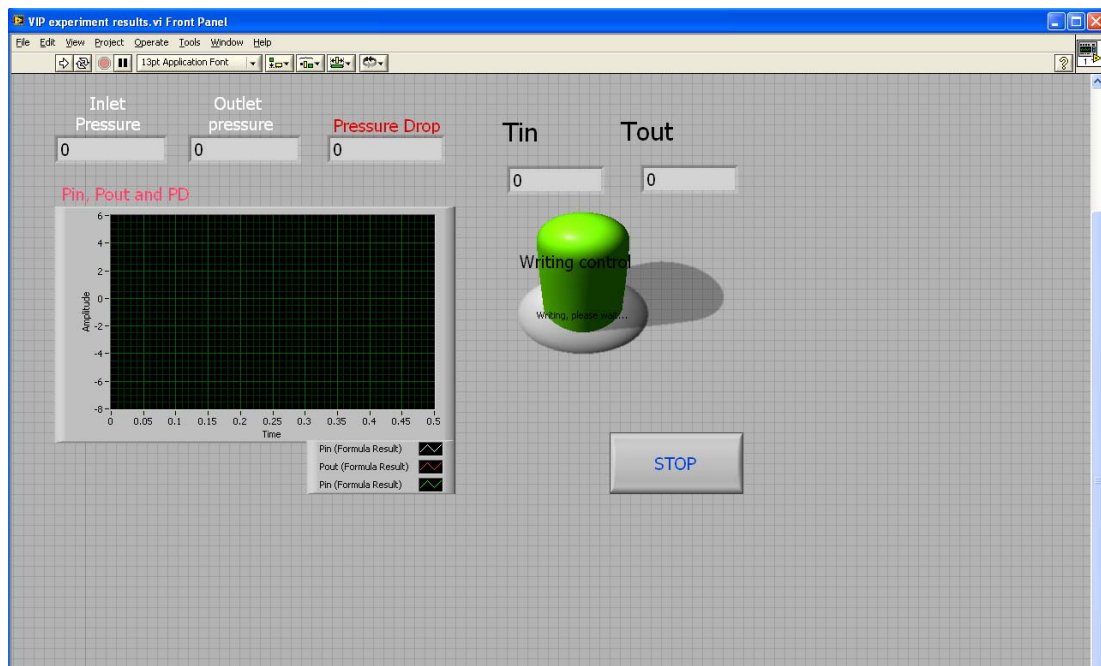 VIP experiment results.vi Front Panel
File Edit View Project Operate Tools Window Help
13pt Application Font
1
Inlet
Pressure
Outlet
pressure
Pressure Drop
Tin
Tout
0
0
0
0
0
Pin, Pout and PD
6
4
2
0
-2
-4
-6
-8
Amplitude
0 0.05 0.1 0.15 0.2 0.25 0.3 0.35 0.4 0.45 0.5
Time
Pin (Formula Result)
Pout (Formula Result)
Pin (Formula Result)
Writing control
Writing, please wait...
STOP